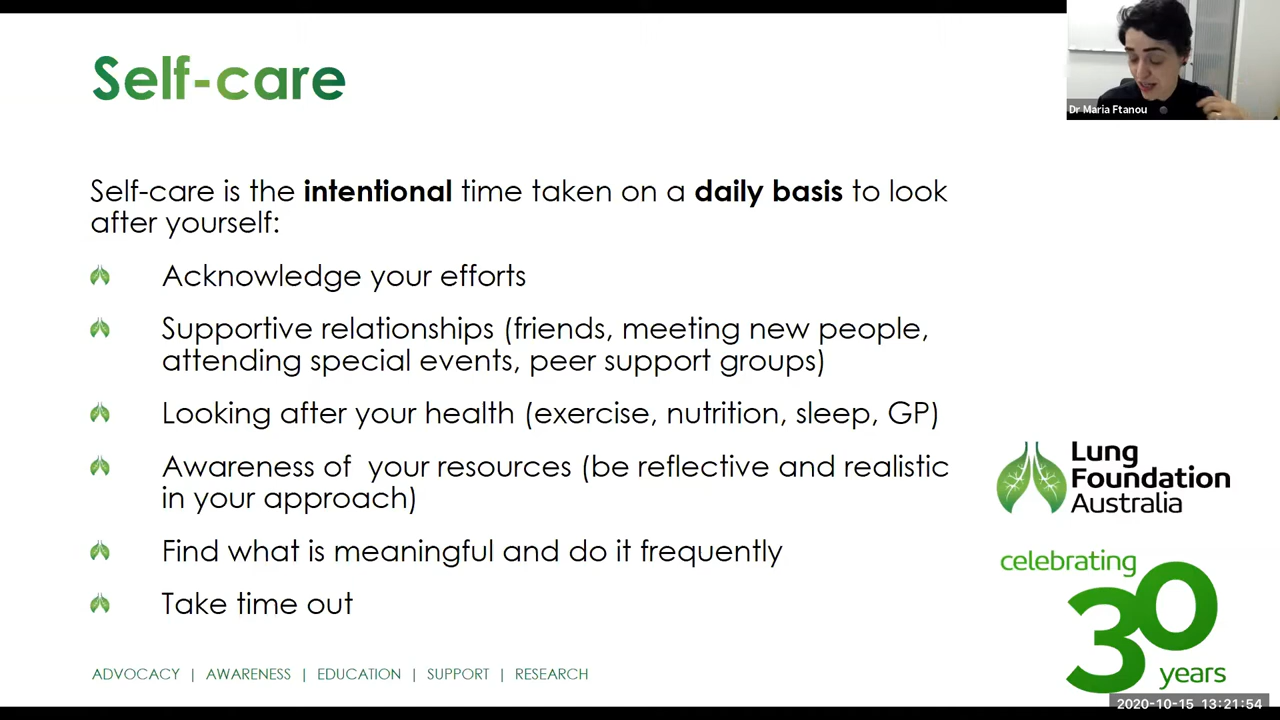 Self-care
Dr Maria Ftanou
Self-care is the intentional time taken on a daily basis to look
after yourself:
Acknowledge your efforts
Supportive relationships (friends, meeting new people,
attending special events, peer support groups)
Looking after your health (exercise, nutrition, sleep, GP)
Awareness of  your resources (be reflective and realistic
in your approach)
Find what is meaningful and do it frequently
Take time out
Lung
Foundation
Australia
celebrating
30
years
ADVOCACY | AWARENESS | EDUCATION | SUPPORT | RESEARCH
2020-10-15 13:21:54